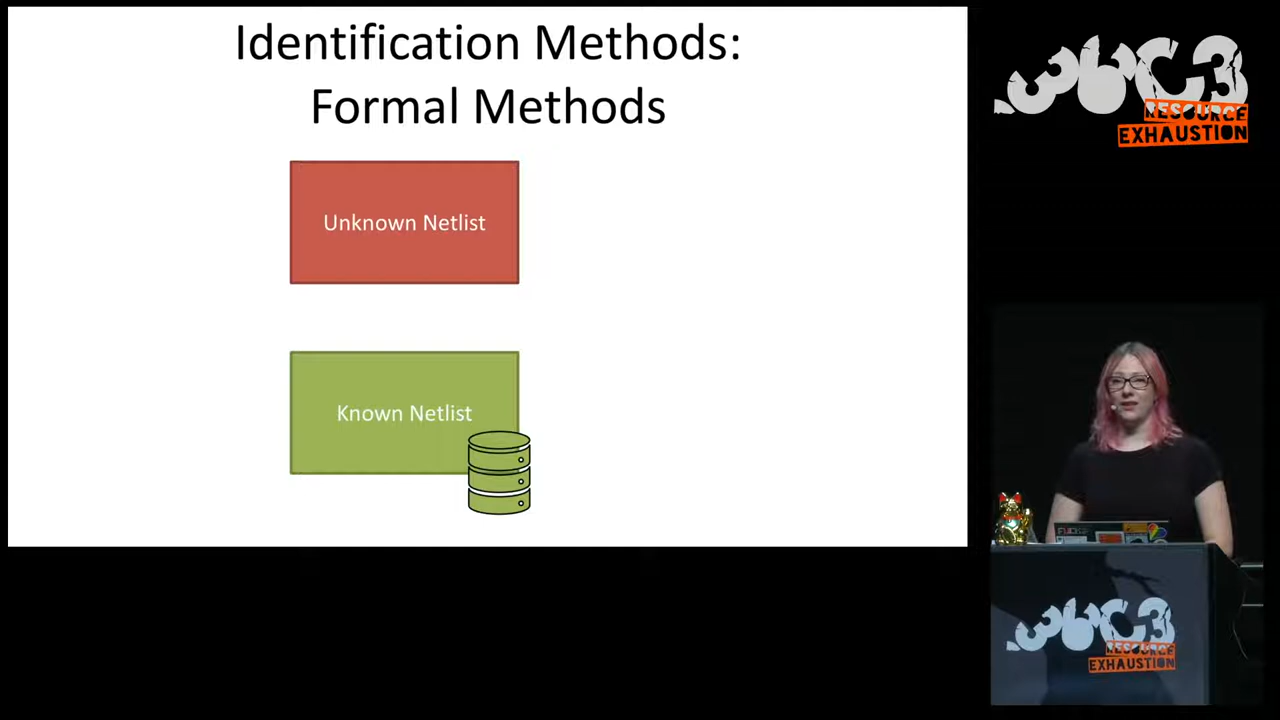 Identification Methods:
Formal Methods
Unknown Netlist
Known Netlist
36C3
RESOURCE
EXHAUSTION
36C3
RESOURCE
EXHAUSTION